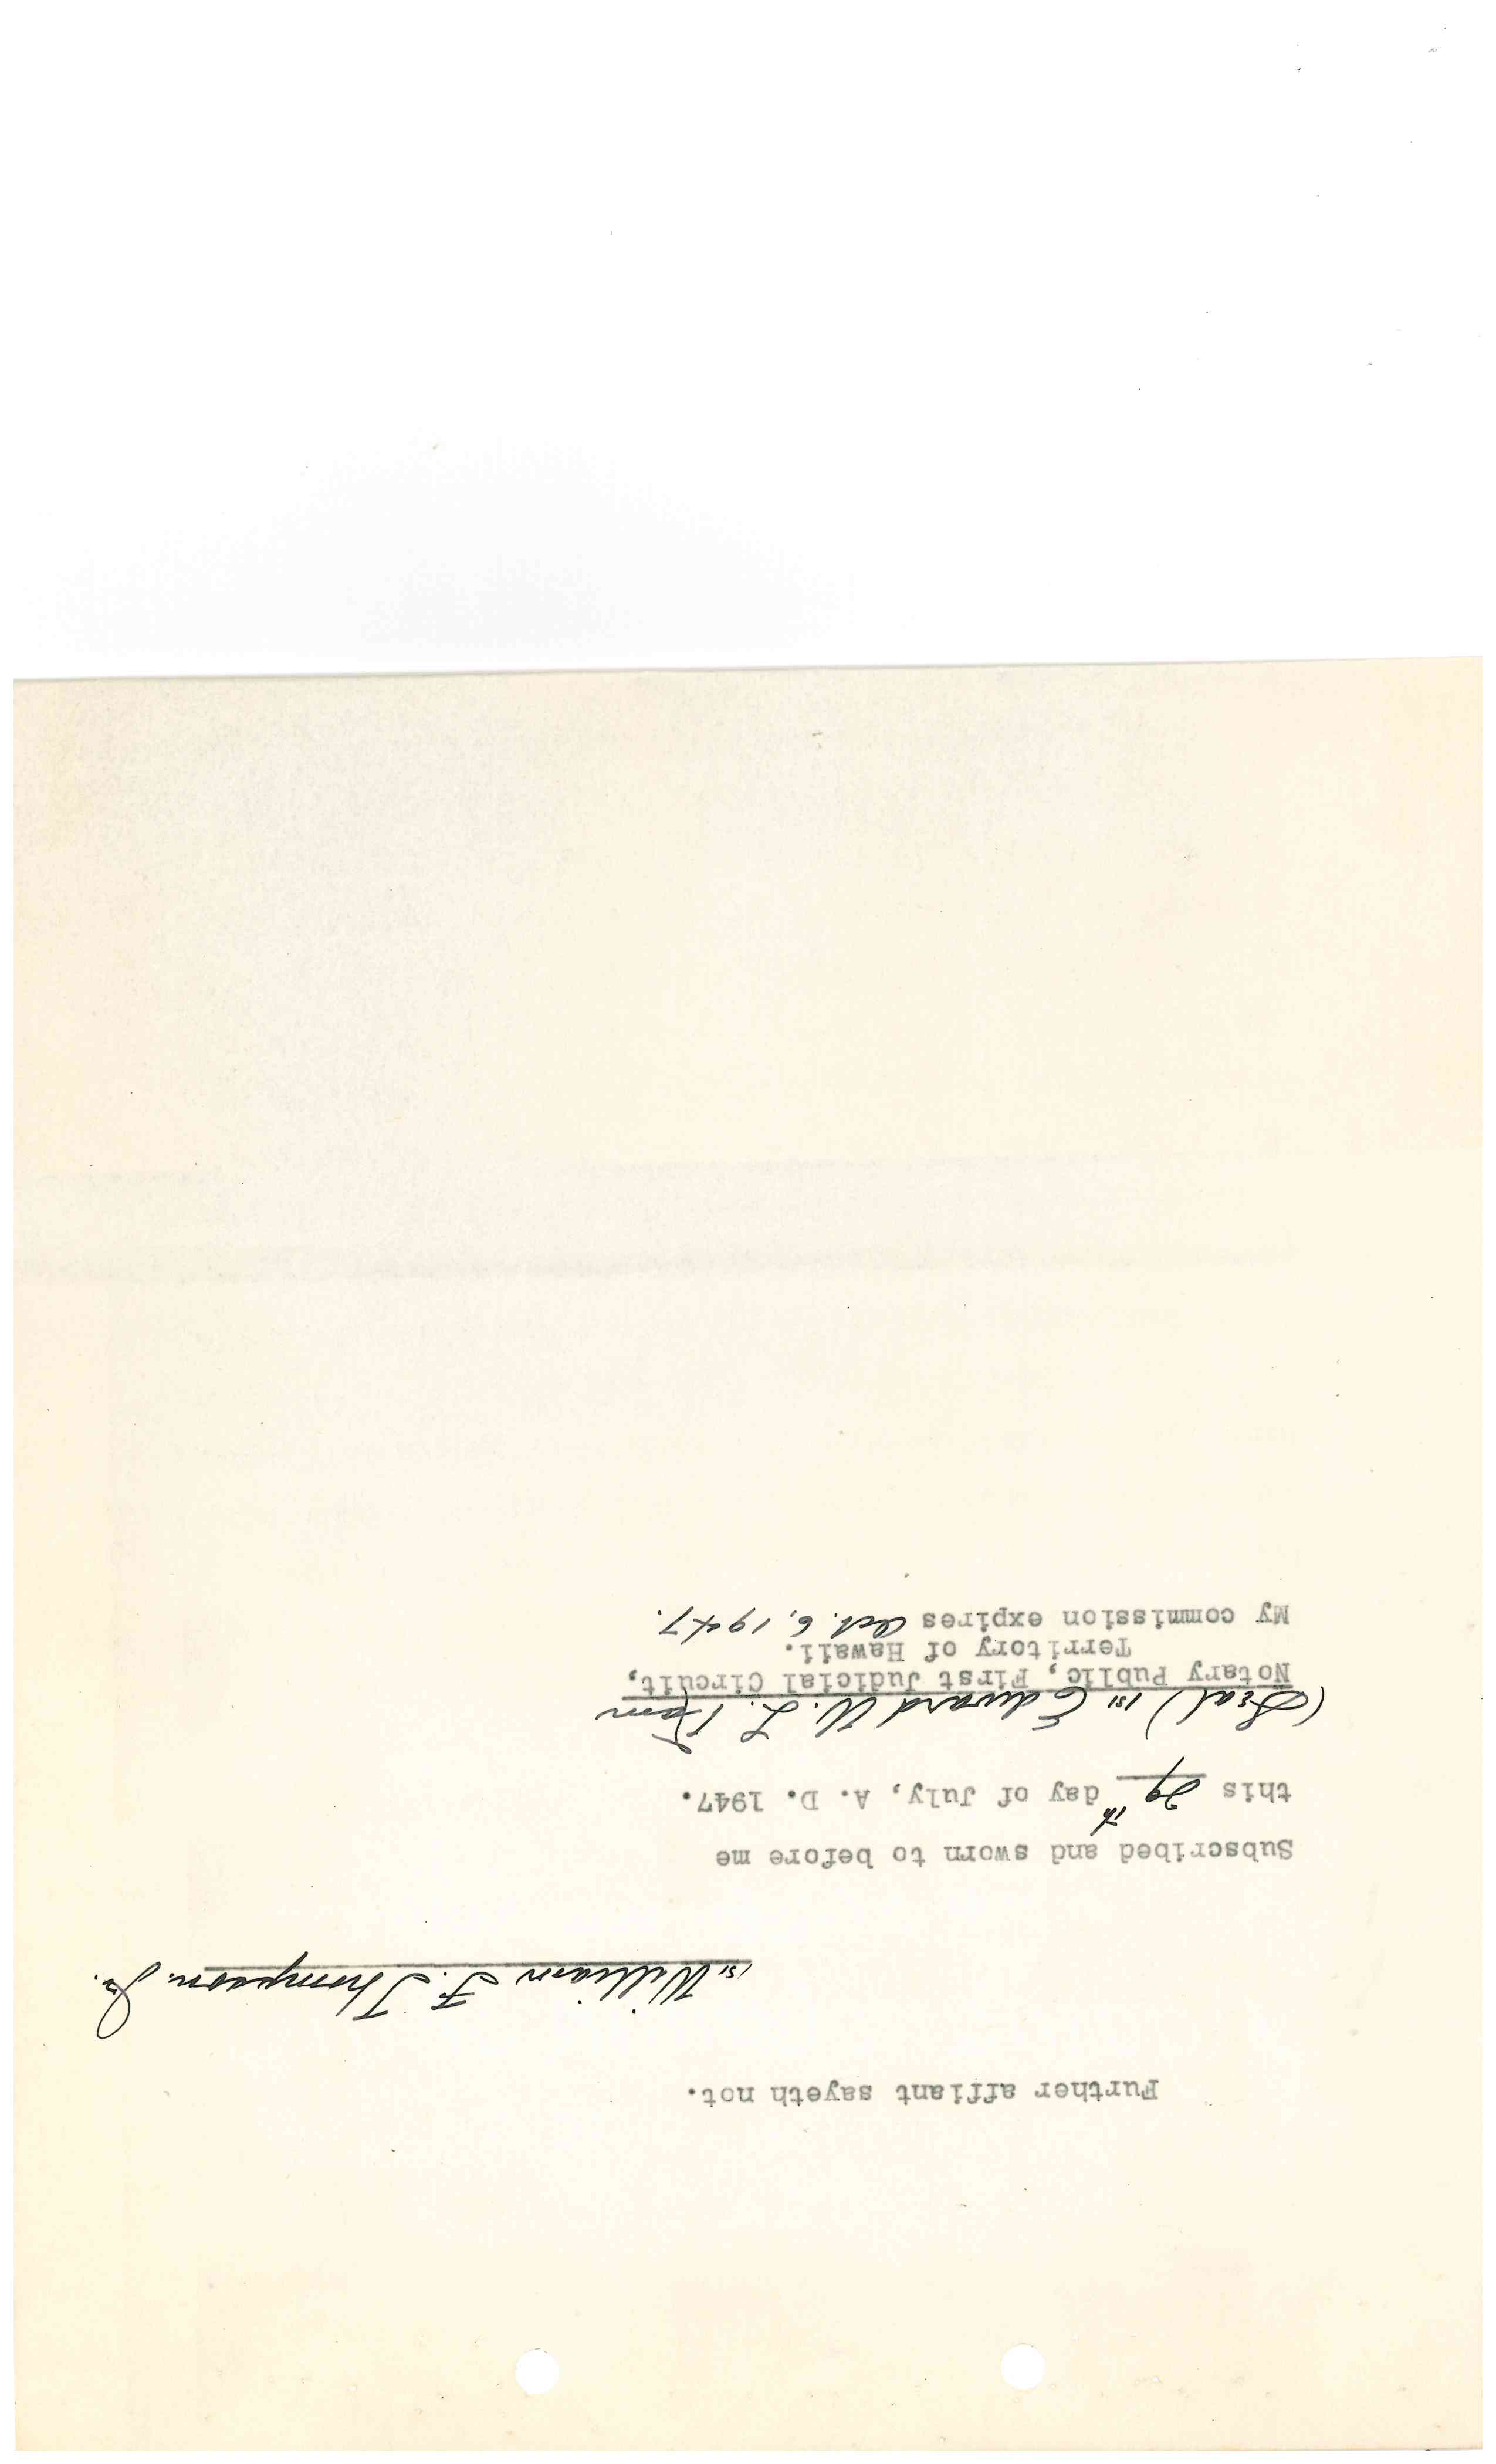 Further affiant sayeth not.
/s/ William F. Thompson. Jr.
Subscribed and sworn to before me
this 29th day of July, A. D. 1947.
(Seal) /s/ Edward W. L.
Notary Public, First Judicial Circuit,
Territory of Hawaii.
My commission expires Oct. 6, 1947.